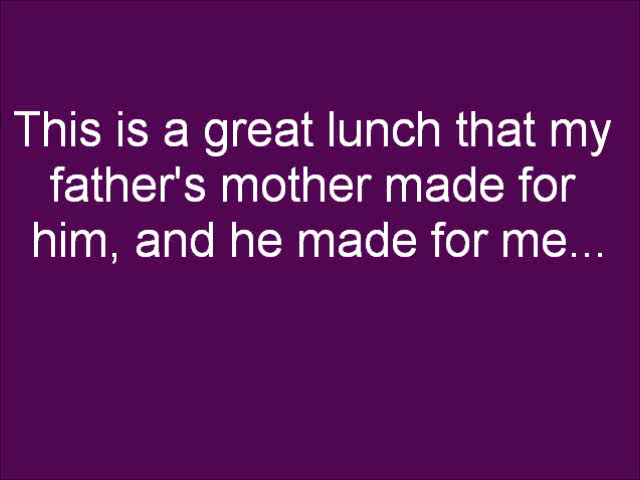 This is a great lunch that my
father's mother made for
him, and he made for me...